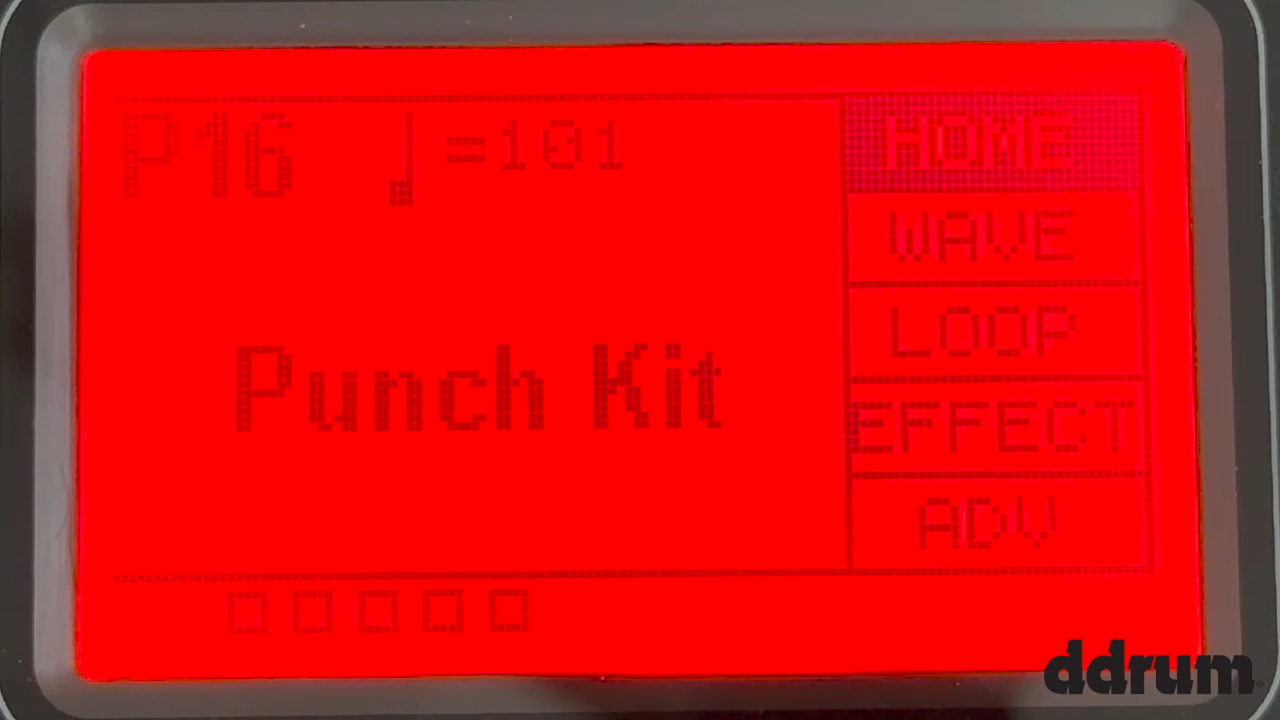 P16 ♩=101
HOME
WAVE
LOOP
Punch Kit
EFFECT
ADV
ddrum